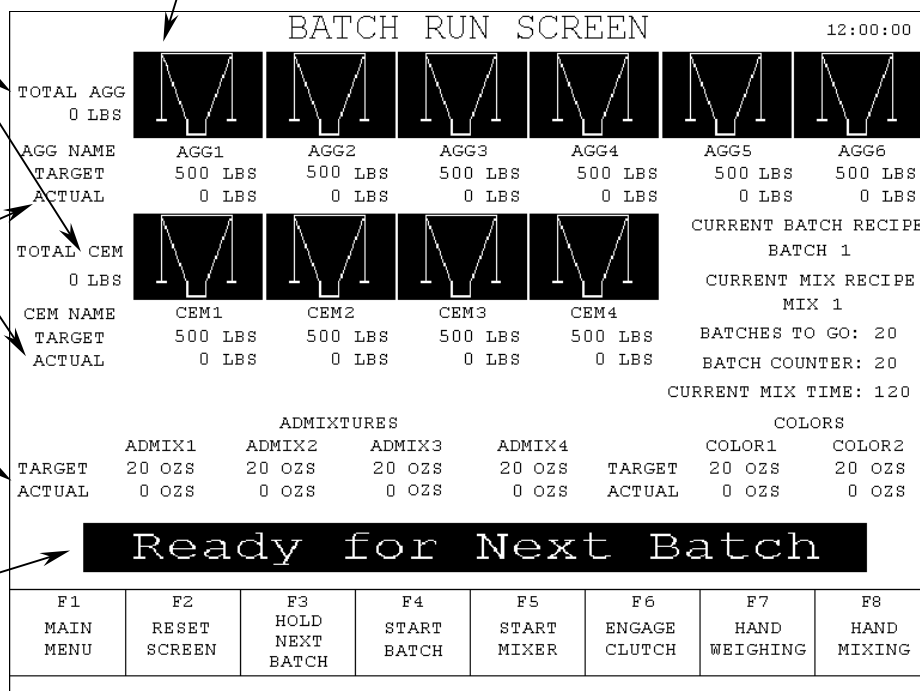 BATCH RUN SCREEN 12:00:00
TOTAL AGG
0 LBS
AGG NAME AGG1 AGG2 AGG3 AGG4 AGG5 AGG6
TARGET 500 LBS 500 LBS 500 LBS 500 LBS 500 LBS 500 LBS
ACTUAL 0 LBS 0 LBS 0 LBS 0 LBS 0 LBS 0 LBS
TOTAL CEM
0 LBS
CEM NAME CEM1 CEM2 CEM3 CEM4
TARGET 500 LBS 500 LBS 500 LBS 500 LBS
ACTUAL 0 LBS 0 LBS 0 LBS 0 LBS
CURRENT BATCH RECIPE
BATCH 1
CURRENT MIX RECIPE
MIX 1
BATCHES TO GO: 20
BATCH COUNTER: 20
CURRENT MIX TIME: 120
ADMIXTURES COLORS
ADMIX1 ADMIX2 ADMIX3 ADMIX4 COLOR1 COLOR2
TARGET 20 OZS 20 OZS 20 OZS 20 OZS TARGET 20 OZS 20 OZS
ACTUAL 0 OZS 0 OZS 0 OZS 0 OZS ACTUAL 0 OZS 0 OZS
Ready for Next Batch
F1 F2 F3 F4 F5 F6 F7 F8
MAIN MENU
RESET SCREEN
HOLD NEXT BATCH
START BATCH
START MIXER
ENGAGE CLUTCH
HAND WEIGHING
HAND MIXING